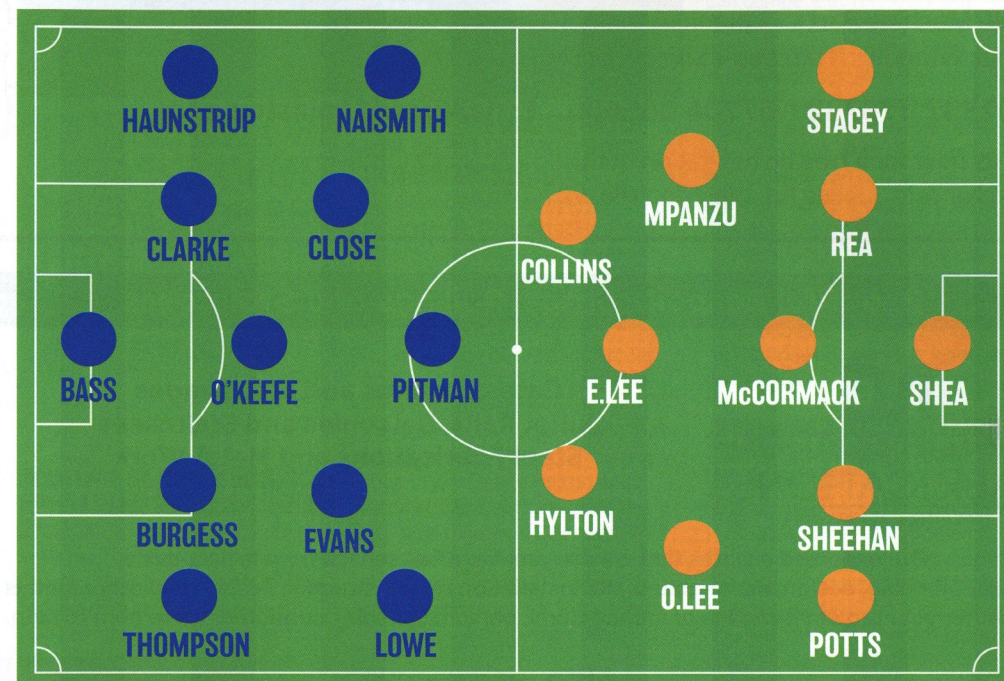 HAUNSTRUP
NAISMITH
STACEY
MPANZU
CLARKE
CLOSE
COLLINS
REA
BASS
O'KEEFE
PITMAN
E.LEE
McCORMACK
SHEA
BURGESS
EVANS
HYLTON
SHEEHAN
O.LEE
THOMPSON
LOWE
POTTS